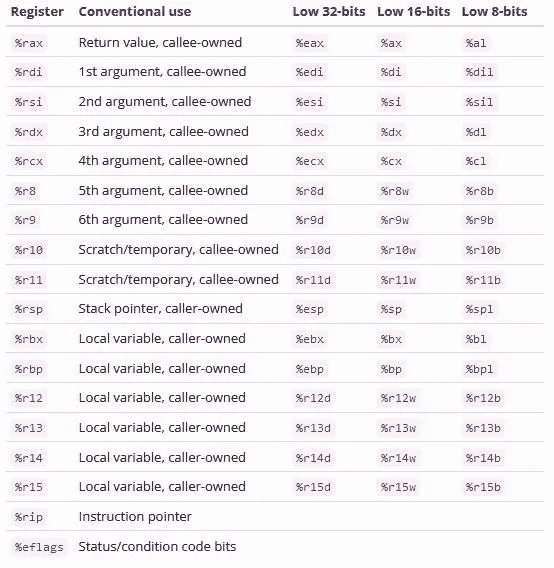 Register Conventional use Low 32-bits Low 16-bits Low 8-bits
%rax Return value, callee-owned %eax %ax %al
%rdi 1st argument, callee-owned %edi %di %dil
%rsi 2nd argument, callee-owned %esi %si %sil
%rdx 3rd argument, callee-owned %edx %dx %dl
%rcx 4th argument, callee-owned %ecx %cx %cl
%r8 5th argument, callee-owned %r8d %r8w %r8b
%r9 6th argument, callee-owned %r9d %r9w %r9b
%r10 Scratch/temporary, callee-owned %r10d %r10w %r10b
%r11 Scratch/temporary, callee-owned %r11d %r11w %r11b
%rsp Stack pointer, caller-owned %esp %sp %spl
%rbx Local variable, caller-owned %ebx %bx %bl
%rbp Local variable, caller-owned %ebp %bp %bpl
%r12 Local variable, caller-owned %r12d %r12w %r12b
%r13 Local variable, caller-owned %r13d %r13w %r13b
%r14 Local variable, caller-owned %r14d %r14w %r14b
%r15 Local variable, caller-owned %r15d %r15w %r15b
%rip Instruction pointer
%eflags Status/condition code bits